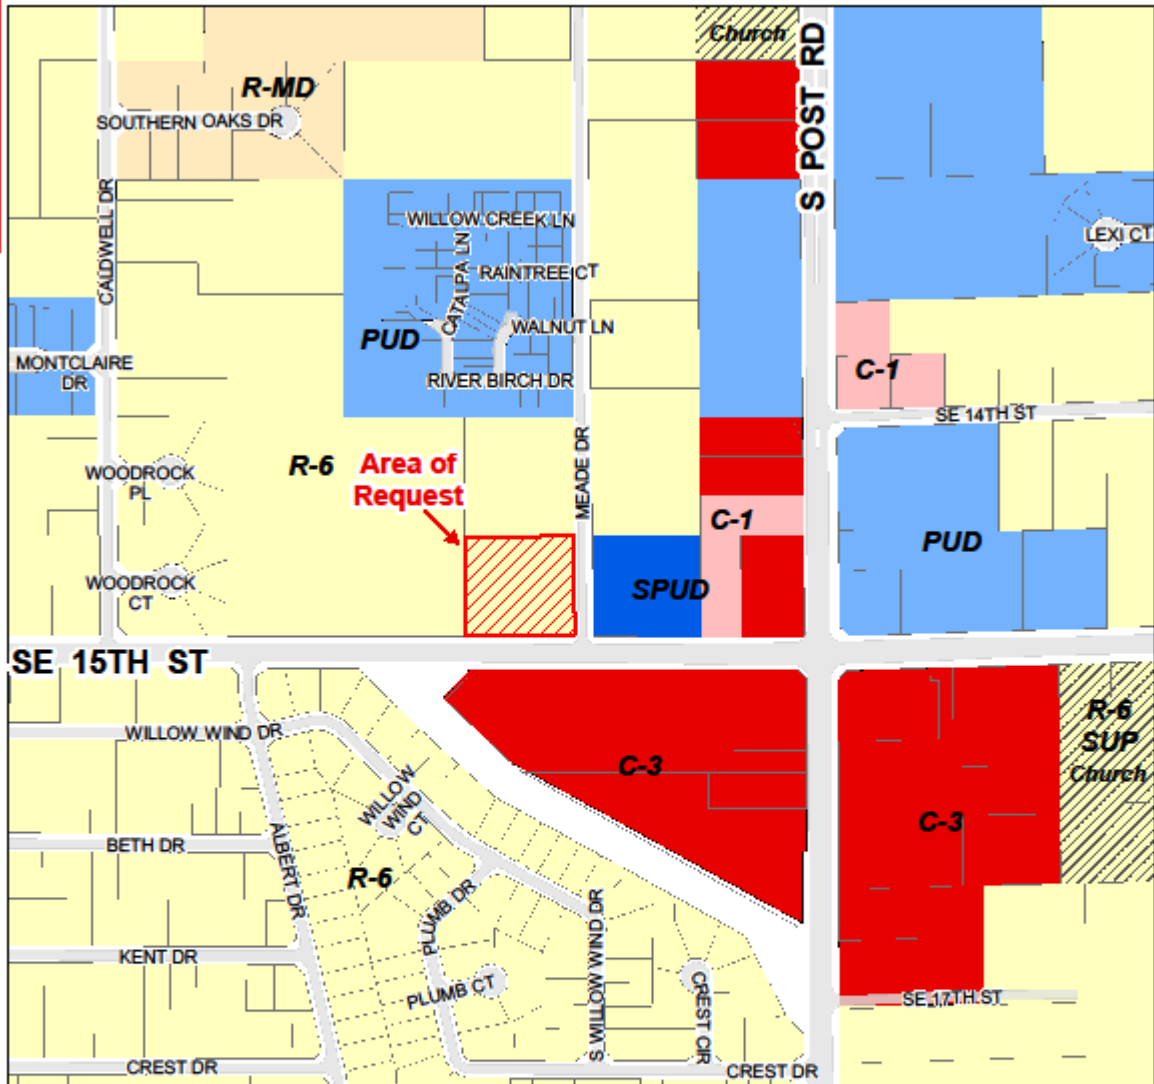 Church
S POST RD
R-MD
SOUTHERN OAKS DR
CALDWELL DR
WILLOW CREEK LN
CATALPA LN
RAINTREE CT
LEXI CT
WALNUT LN
PUD
MONTCLAIRE
DR
C-1
RIVER BIRCH DR
SE 14TH ST
MEADE DR
R-6
Area of
Request
WOODROCK
PL
C-1
PUD
WOODROCK
CT
SPUD
SE 15TH ST
WILLOW WIND DR
R-6
SUP
Church
C-3
WILLOW
WIND
CT
C-3
BETH DR
ALBERT DR
R-6
PLUMB DR
S WILLOW WIND DR
KENT DR
PLUMB CT
CREST CIR
SE 17TH ST
CREST DR
CREST DR